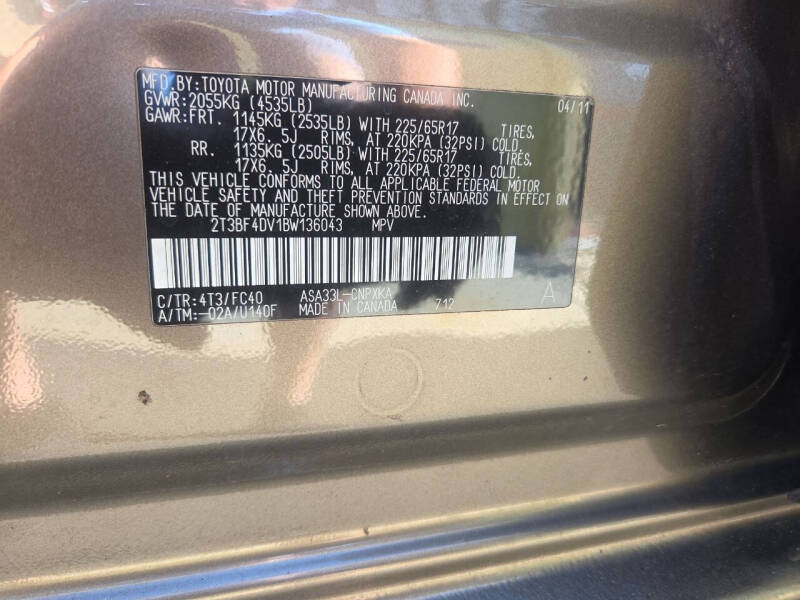 MFD.BY:TOYOTA MOTOR MANUFACTURING CANADA INC. 04/11
GVWR:2055KG (4535LB)
GAWR:FRT. 1145KG (2535LB) WITH 225/65R17 TIRES,
17X6.5J RIMS, AT 220KPA (32PSI) COLD.
RR. 1135KG (2505LB) WITH 225/65R17 TIRES,
17X6.5J RIMS, AT 220KPA (32PSI) COLD.
THIS VEHICLE CONFORMS TO ALL APPLICABLE FEDERAL MOTOR
VEHICLE SAFETY AND THEFT PREVENTION STANDARDS IN EFFECT ON
THE DATE OF MANUFACTURE SHOWN ABOVE.
2T3BF4DV1BW136043 MPV
C/TR:4T3/FC40 ASA33L-CNPXKA
A/TM:-02A/U140F MADE IN CANADA 712 A